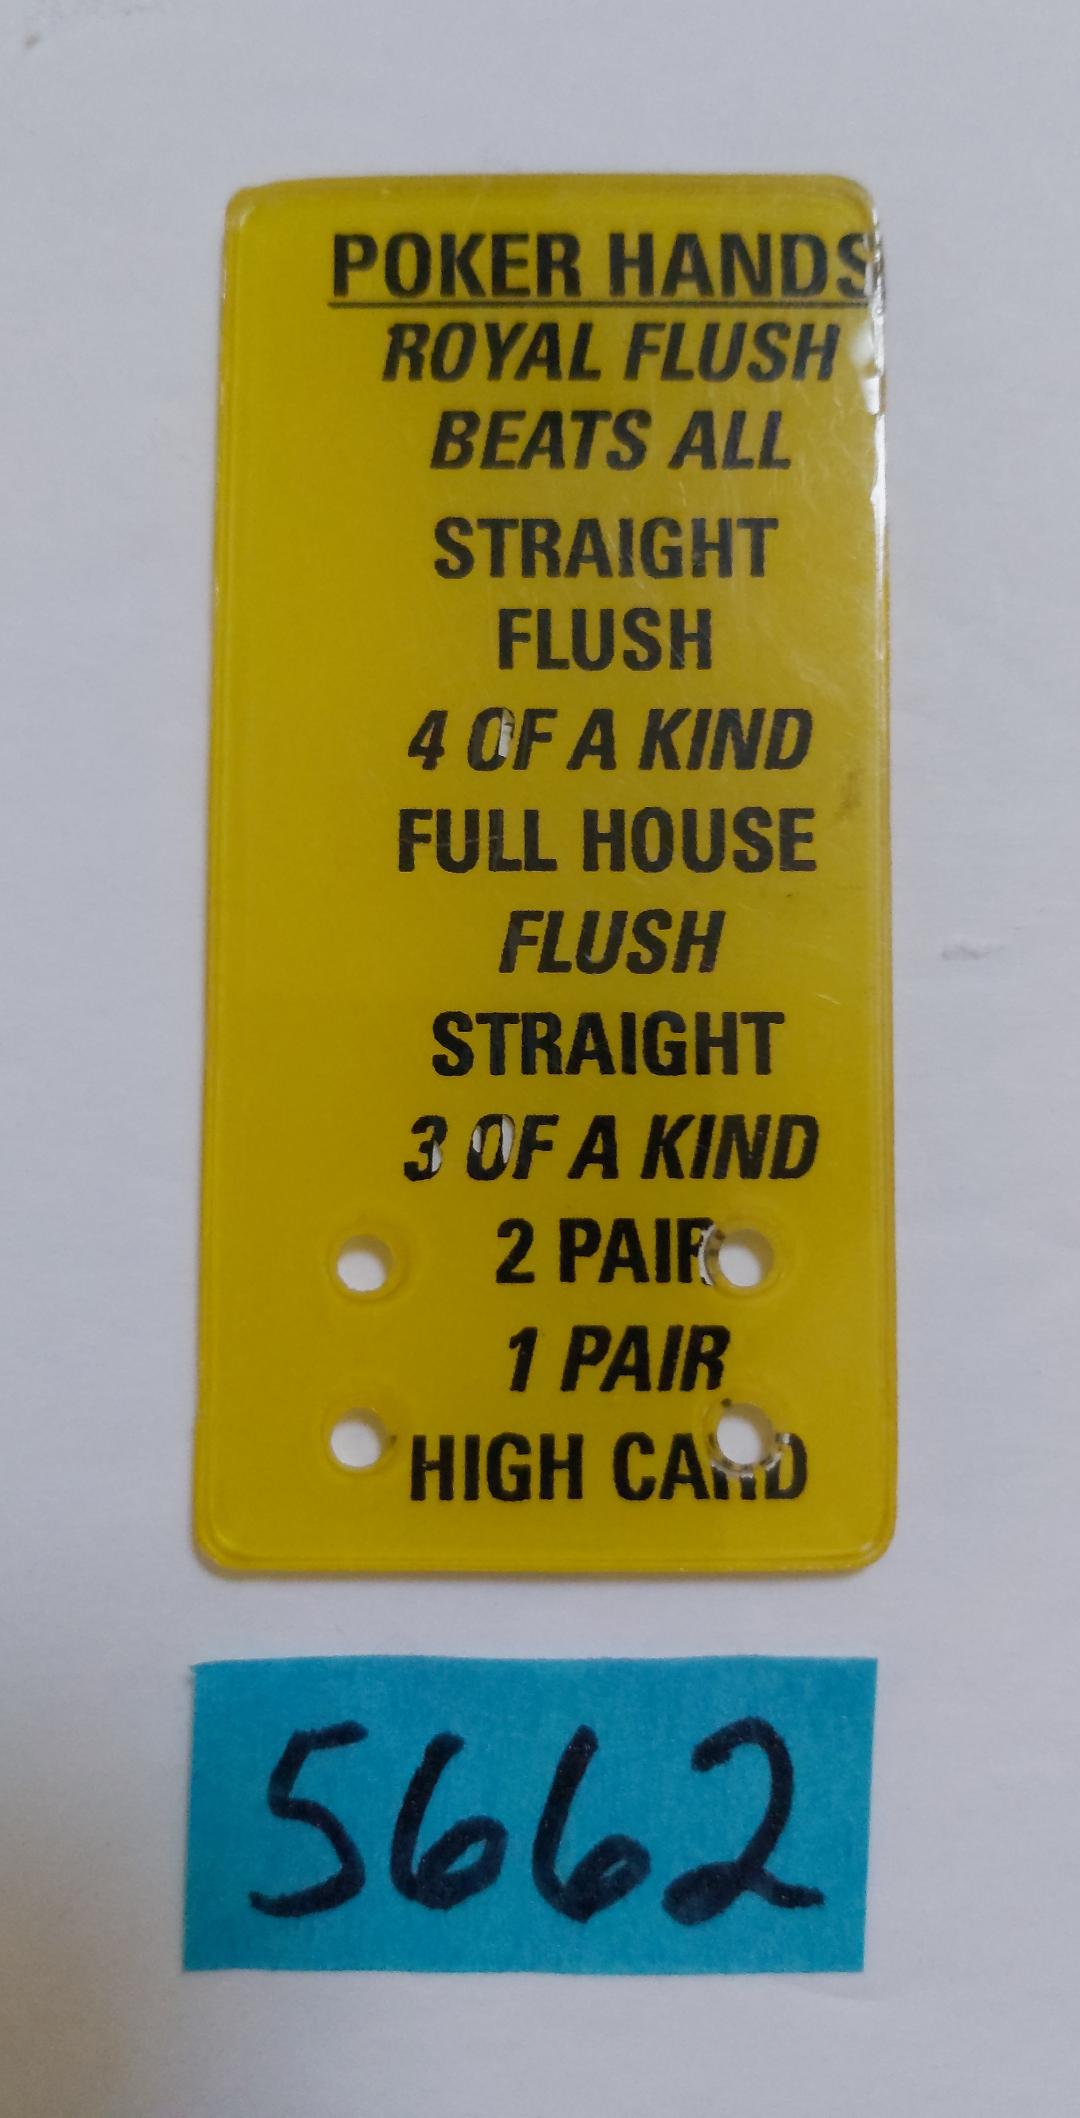 POKER HANDS
ROYAL FLUSH
BEATS ALL
STRAIGHT
FLUSH
4 OF A KIND
FULL HOUSE
FLUSH
STRAIGHT
3 OF A KIND
2 PAIR
1 PAIR
HIGH CARD
5662